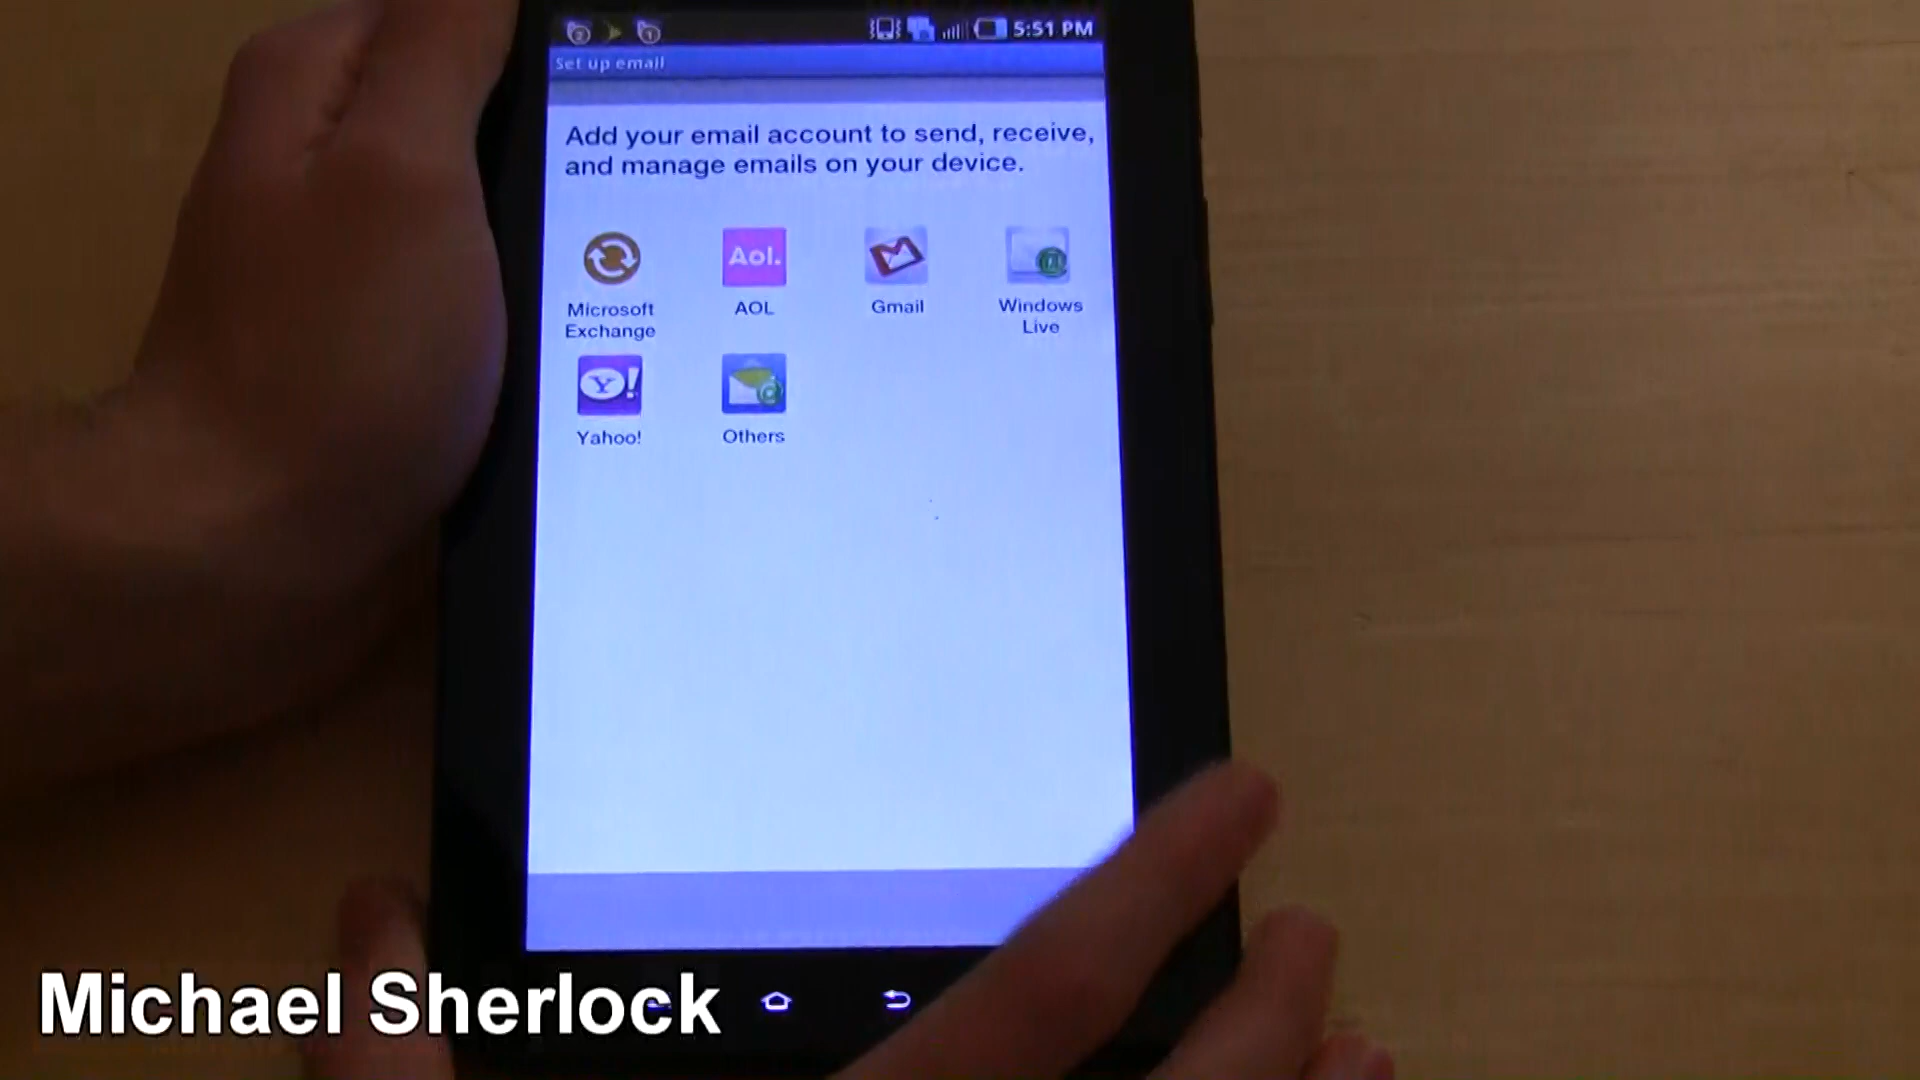 5:51 PM
Set up email
Add your email account to send, receive,
and manage emails on your device.
Aol.
Microsoft
Exchange
AOL
Gmail
Windows
Live
Y!
Yahoo!
Others
Michael Sherlock